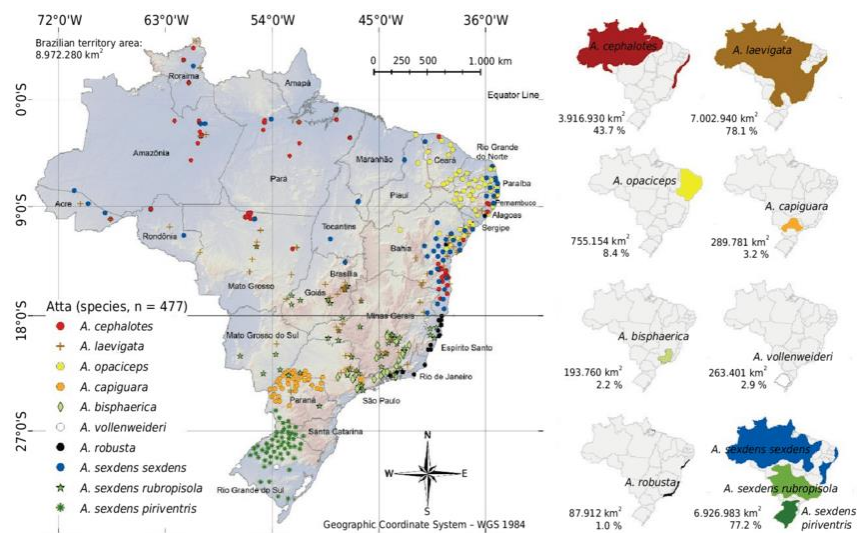 72°0'W 63°0'W 54°0'W 45°0'W 36°0'W
Brazilian territory area:
8.972.280 km²
0 250 500 1.000 km
Equator Line
0°0'S
9°0'S
18°0'S
27°0'S
Roraima
Amapá
Amazônia
Pará
Maranhão
Ceará
Rio Grande
do Norte
Paraíba
Pernambuco
Alagoas
Sergipe
Piauí
Acre
Rondônia
Tocantins
Bahia
Mato Grosso
Brasília
Goiás
Minas Gerais
Mato Grosso do Sul
Espírito Santo
Rio de Janeiro
São Paulo
Paraná
Santa Catarina
Rio Grande do Sul
Atta (species, n = 477)
A. cephalotes
A. laevigata
A. opaciceps
A. capiguara
A. bisphaerica
A. vollenweideri
A. robusta
A. sexdens sexdens
A. sexdens rubropisola
A. sexdens piriventris
N
W E
S
Geographic Coordinate System – WGS 1984
A. cephalotes
3.916.930 km²
43.7 %
A. laevigata
7.002.940 km²
78.1 %
A. opaciceps
755.154 km²
8.4 %
A. capiguara
289.781 km²
3.2 %
A. bisphaerica
193.760 km²
2.2 %
A. vollenweideri
263.401 km²
2.9 %
A. robusta
87.912 km²
1.0 %
A. sexdens sexdens
A. sexdens rubropisola
6.926.983 km²
77.2 %
A. sexdens
piriventris